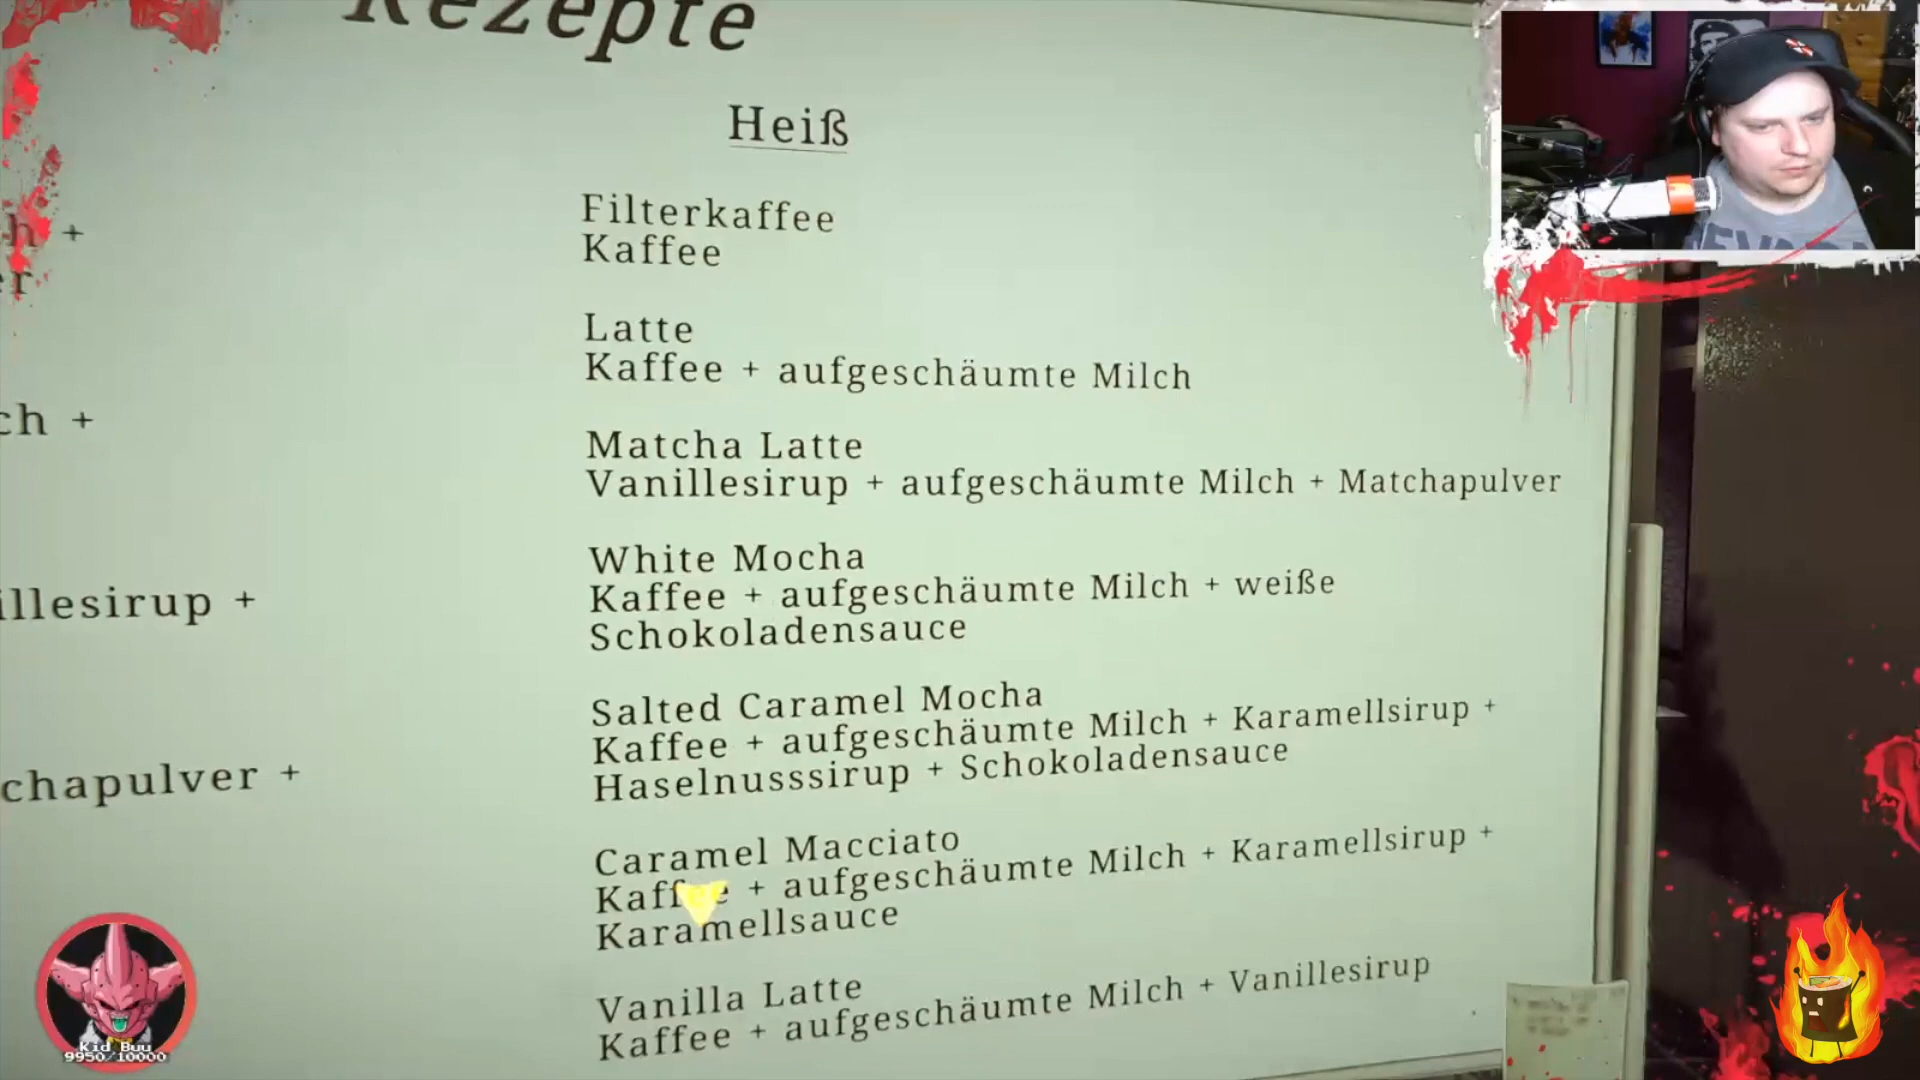 Rezepte
Heiß
Filterkaffee
Kaffee
Latte
Kaffee + aufgeschäumte Milch
Matcha Latte
Vanillesirup + aufgeschäumte Milch + Matchapulver
White Mocha
Kaffee + aufgeschäumte Milch + weiße
Schokoladensauce
Salted Caramel Mocha
Kaffee + aufgeschäumte Milch + Karamellsirup +
Haselnusssirup + Schokoladensauce
Caramel Macciato
Kaffee + aufgeschäumte Milch + Karamellsirup +
Karamellsauce
Vanilla Latte
Kaffee + aufgeschäumte Milch + Vanillesirup
h +
er
ch +
illesirup +
chapulver +
Kid Buu
9950/10000